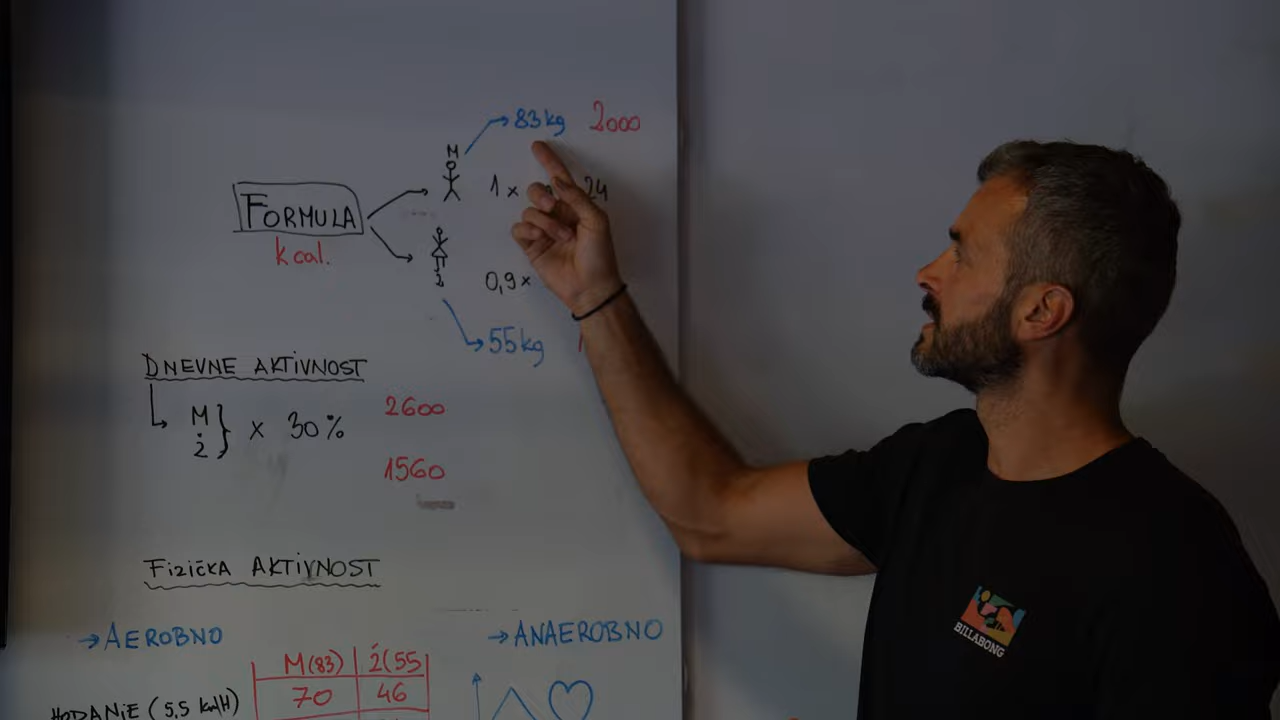 M
→ 83kg 2000
1 x 24
FORMULA
kcal.
0,9x
ż
→ 55kg
DNEVNE AKTIVNOST
M
ż } x 30%
2600
1560
Fizička AKTIVNOST
→ AEROBNO
→ ANAEROBNO
M(83) ż(55
70 46
HODANJE (5,5 km/H)
BILLABONG